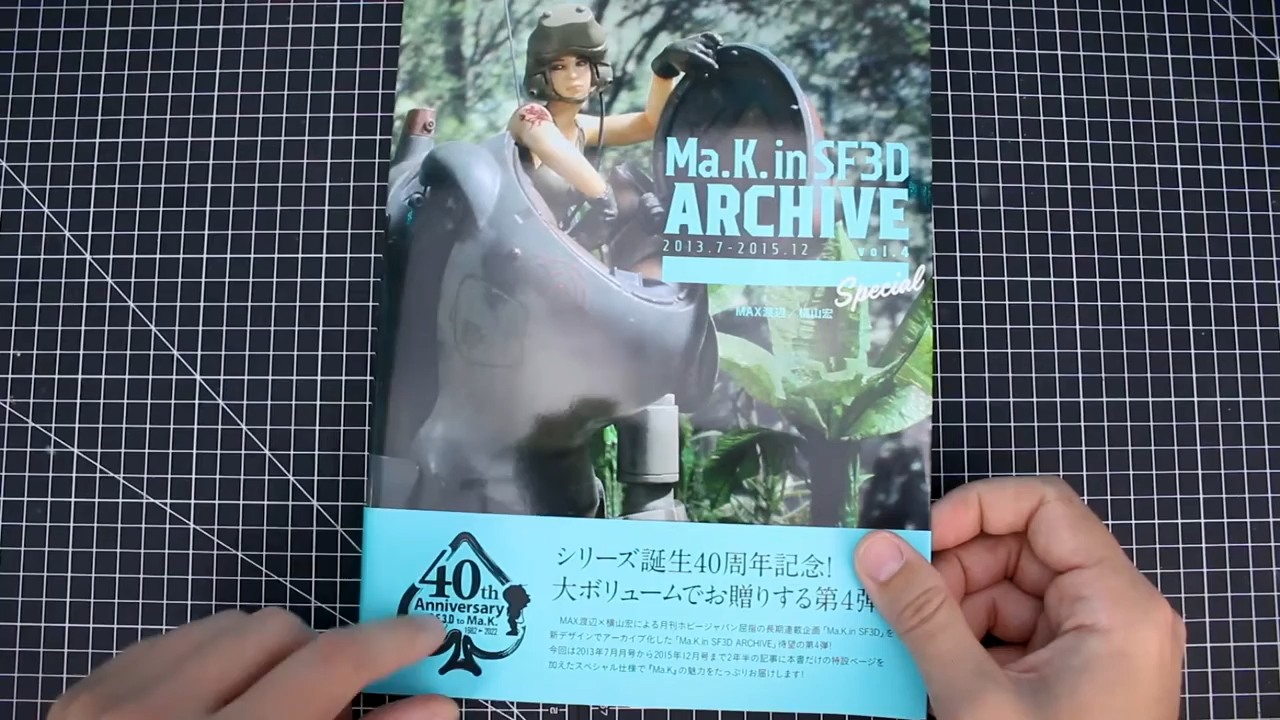 Ma.K. in SF3D
ARCHIVE
2013.7-2015.12 vol.4
Special
MAX渡辺／横山宏
40th
Anniversary
S.F.3.D to Ma.K.
1982-2022
シリーズ誕生40周年記念!
大ボリュームでお贈りする第4弾
MAX渡辺×横山宏による月刊ホビージャパン屈指の長期連載企画「Ma.K.in SF3D」を
新デザインでアーカイブ化した「Ma.K.in SF3D ARCHIVE」待望の第4弾!
今回は2013年7月月号から2015年12月号まで2年半の記事に本書だけの特設ページを
加えたスペシャル仕様で『Ma.K.』の魅力をたっぷりお届けします!